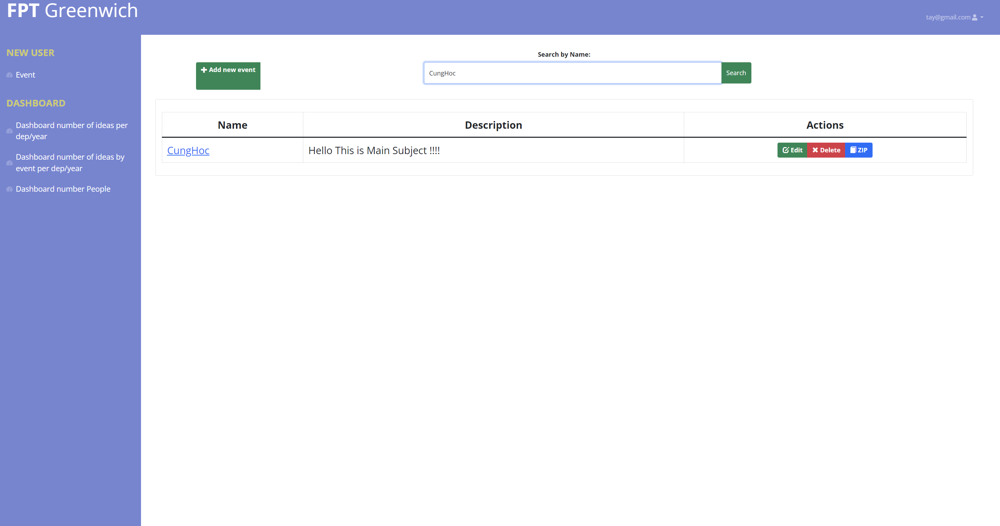 FPT Greenwich
tay@gmail.com
NEW USER
Event
DASHBOARD
Dashboard number of ideas per
dep/year
Dashboard number of ideas by
event per dep/year
Dashboard number People
Search by Name:
Add new event
CungHoc
Search
Name Description Actions
CungHoc Hello This is Main Subject !!!! Edit Delete ZIP